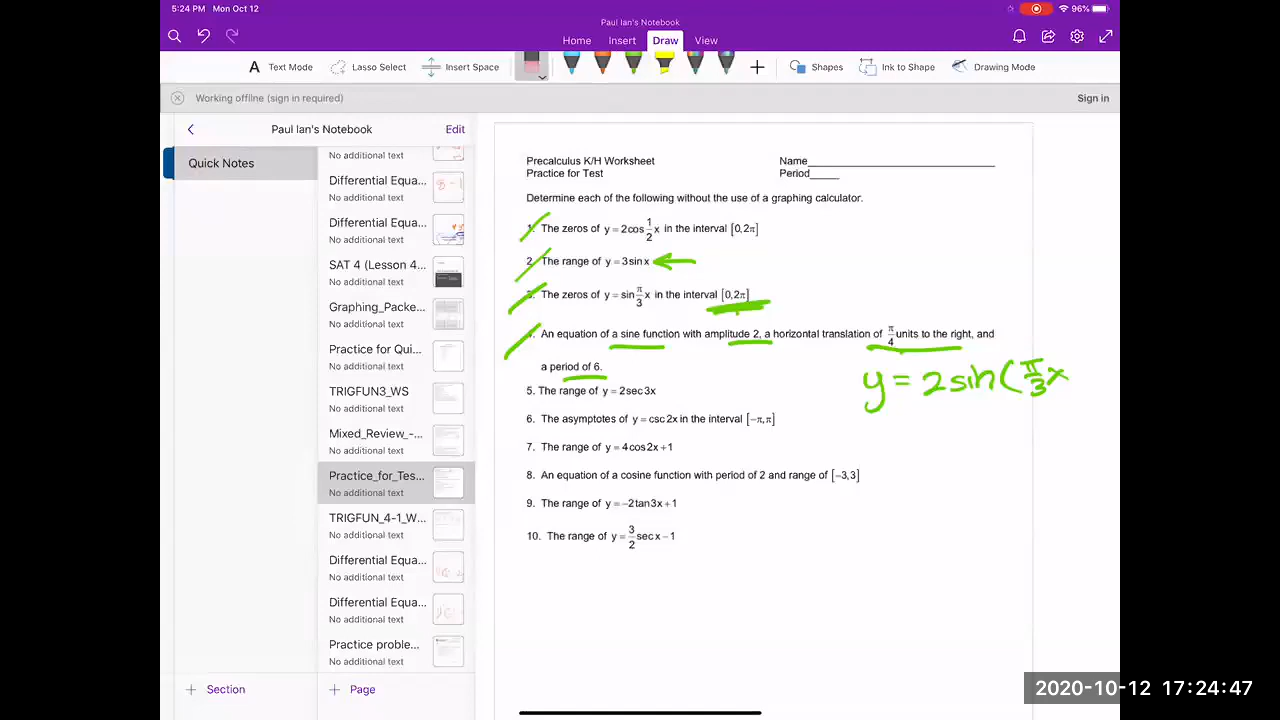 5:24 PM Mon Oct 12
96%
Paul Ian's Notebook
Home Insert Draw View
Text Mode Lasso Select Insert Space Shapes Ink to Shape Drawing Mode
Working offline (sign in required) Sign in
Paul Ian's Notebook Edit
Quick Notes
No additional text
Differential Equa...
No additional text
Differential Equa...
No additional text
SAT 4 (Lesson 4...
No additional text
Graphing_Packe...
No additional text
Practice for Qui...
No additional text
TRIGFUN3_WS
No additional text
Mixed_Review_-...
No additional text
Practice_for_Tes...
No additional text
TRIGFUN_4-1_W...
No additional text
Differential Equa...
No additional text
Differential Equa...
No additional text
Practice proble...
No additional text
Section Page
Precalculus K/H Worksheet Name
Practice for Test Period
Determine each of the following without the use of a graphing calculator.
1. The zeros of y=2cos 1/2 x in the interval [0,2π]
2. The range of y=3sin x
3. The zeros of y=sin π/3 x in the interval [0,2π]
4. An equation of a sine function with amplitude 2, a horizontal translation of π/4 units to the right, and
a period of 6.
y = 2sin(π/3 x
5. The range of y=2sec3x
6. The asymptotes of y=csc2x in the interval [−π,π]
7. The range of y=4cos2x+1
8. An equation of a cosine function with period of 2 and range of [−3,3]
9. The range of y=−2tan3x+1
10. The range of y=3/2 sec x −1
2020-10-12 17:24:47